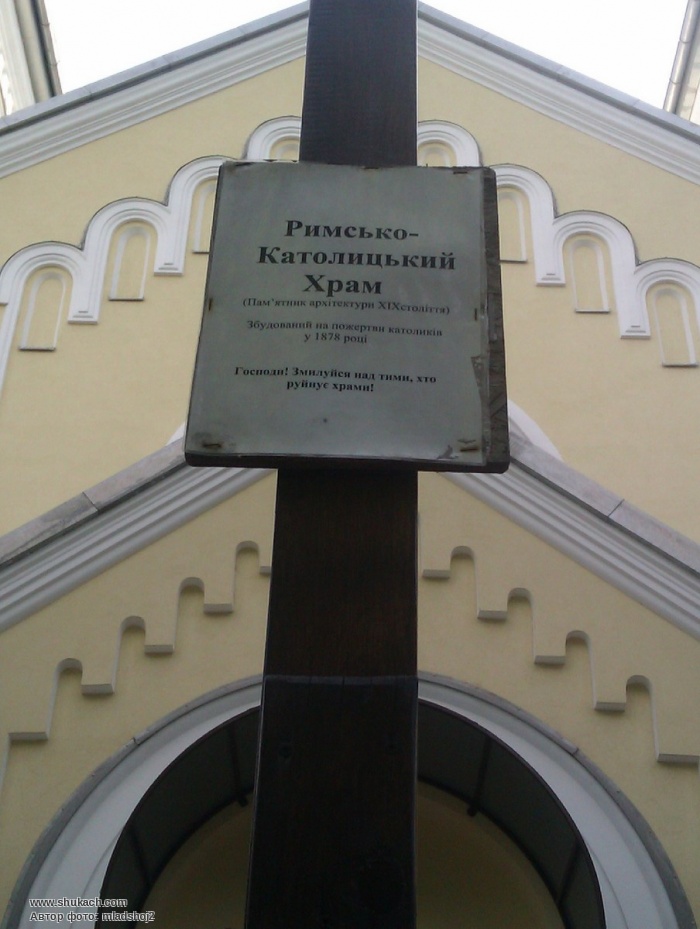 Римсько-
Католицький
Храм
(Пам'ятник архітектури XIXстоліття)
Збудований на пожертви католиків
у 1878 році
Господи! Змилуйся над тими, хто
руйнує храми!
www.shukach.com
Автор фото: mladshoj2